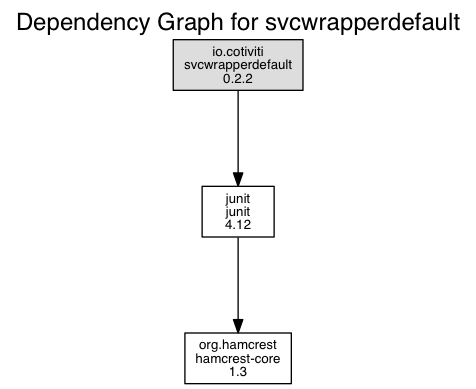 Dependency Graph for svcwrapperdefault
io.cotiviti
svcwrapperdefault
0.2.2
junit
junit
4.12
org.hamcrest
hamcrest-core
1.3